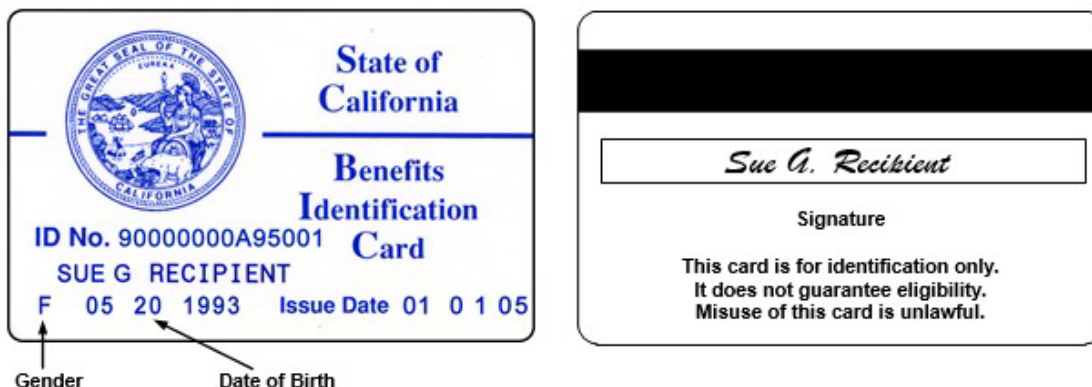 THE GREAT SEAL OF THE STATE OF CALIFORNIA
EUREKA
State of
California
Benefits
Identification
Card
ID No. 90000000A95001
SUE G RECIPIENT
F 05 20 1993 Issue Date 01 0 1 05
Gender Date of Birth
Sue G. Recipient
Signature
This card is for identification only.
It does not guarantee eligibility.
Misuse of this card is unlawful.